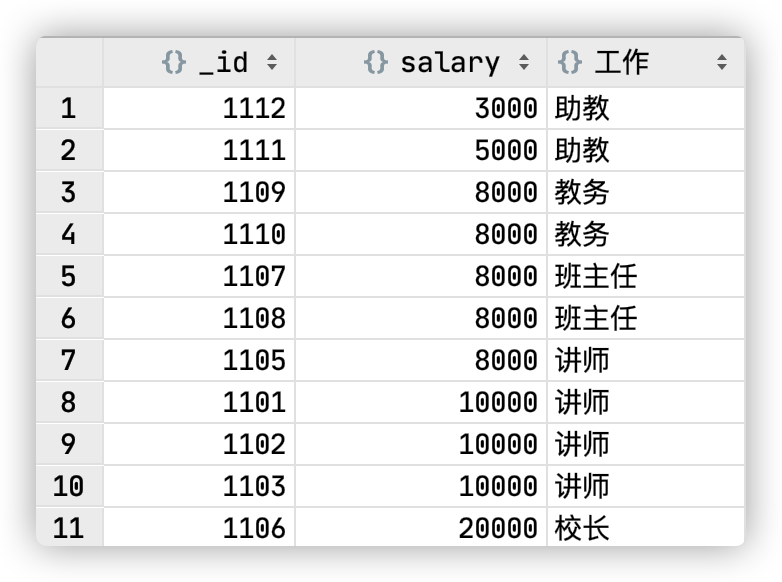 {} _id {} salary {} 工作
1 1112 3000 助教
2 1111 5000 助教
3 1109 8000 教务
4 1110 8000 教务
5 1107 8000 班主任
6 1108 8000 班主任
7 1105 8000 讲师
8 1101 10000 讲师
9 1102 10000 讲师
10 1103 10000 讲师
11 1106 20000 校长